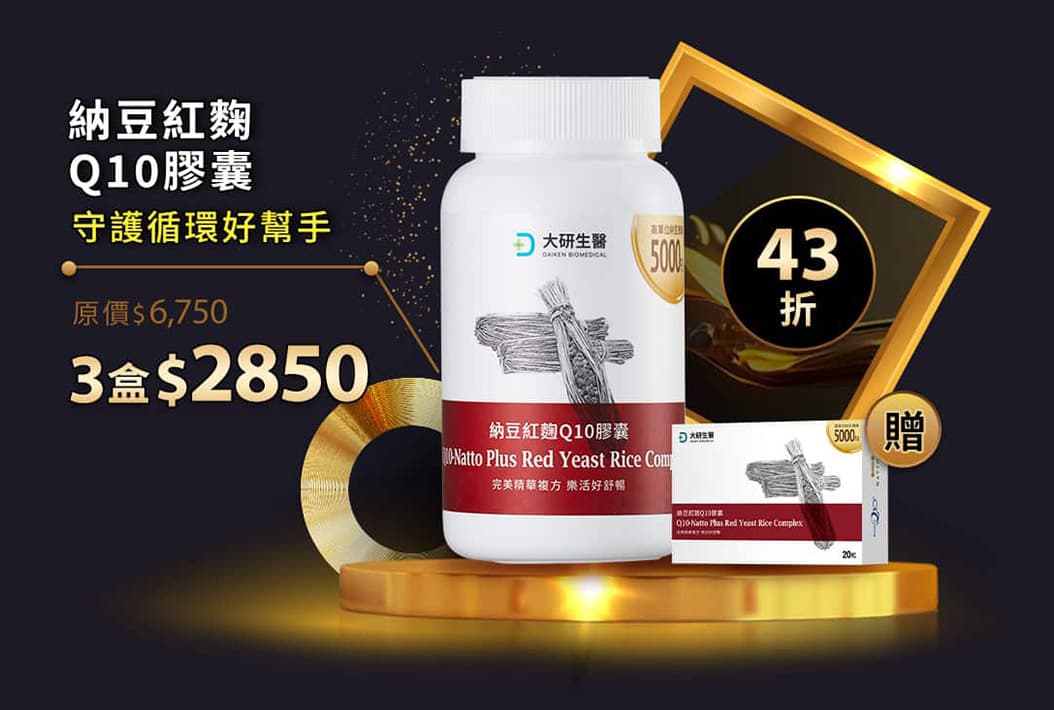 納豆紅麴
Q10膠囊
守護循環好幫手
原價$6,750
3盒$2850
大研生醫
DAIKEN BIOMEDICAL
5000
納豆紅麴Q10膠囊
Q10-Natto Plus Red Yeast Rice Com
完美精華複方 樂活好舒暢
43
折
贈
大研生醫
5000
納豆紅麴Q10膠囊
Q10-Natto Plus Red Yeast Rice Complex
20粒